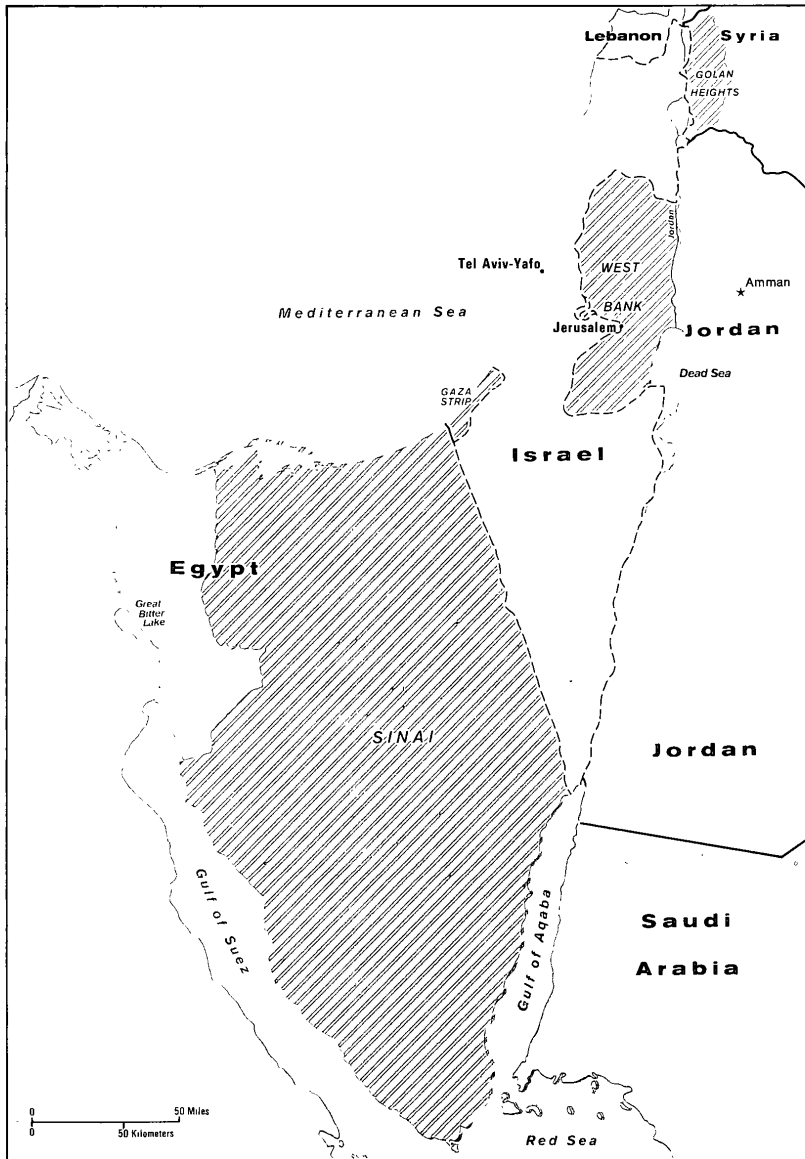 Lebanon
Syria
GOLAN
HEIGHTS
Jordan
Tel Aviv-Yafo
WEST
BANK
Amman
Mediterranean Sea
Jerusalem
Jordan
Dead Sea
GAZA
STRIP
Israel
Egypt
Great
Bitter
Lake
SINAI
Jordan
Gulf of Suez
Gulf of Aqaba
Saudi
Arabia
0 50 Miles
0 50 Kilometers
Red Sea